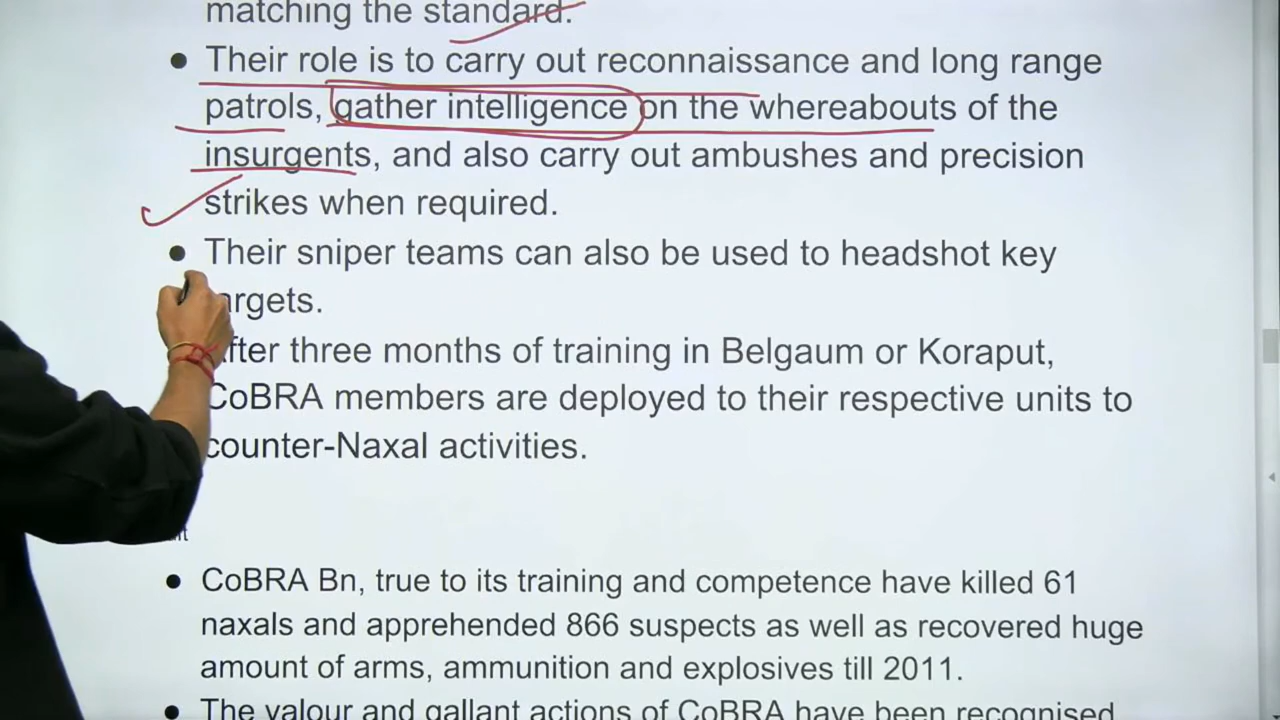 matching the standard.
● Their role is to carry out reconnaissance and long range
patrols, gather intelligence on the whereabouts of the
insurgents, and also carry out ambushes and precision
strikes when required.
● Their sniper teams can also be used to headshot key
argets.
fter three months of training in Belgaum or Koraput,
CoBRA members are deployed to their respective units to
counter-Naxal activities.
● CoBRA Bn, true to its training and competence have killed 61
naxals and apprehended 866 suspects as well as recovered huge
amount of arms, ammunition and explosives till 2011.
● The valour and gallant actions of CoBRA have been recognised